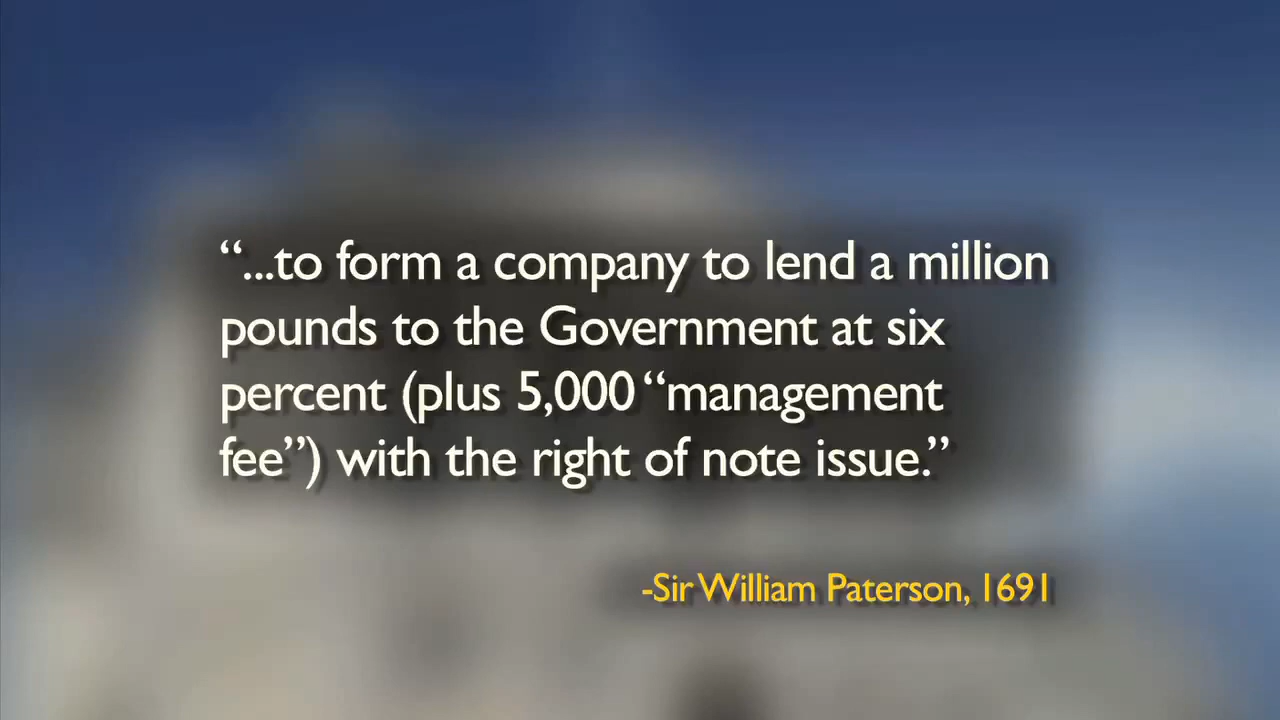 “...to form a company to lend a million
pounds to the Government at six
percent (plus 5,000 “management
fee”) with the right of note issue.”
-Sir William Paterson, 1691